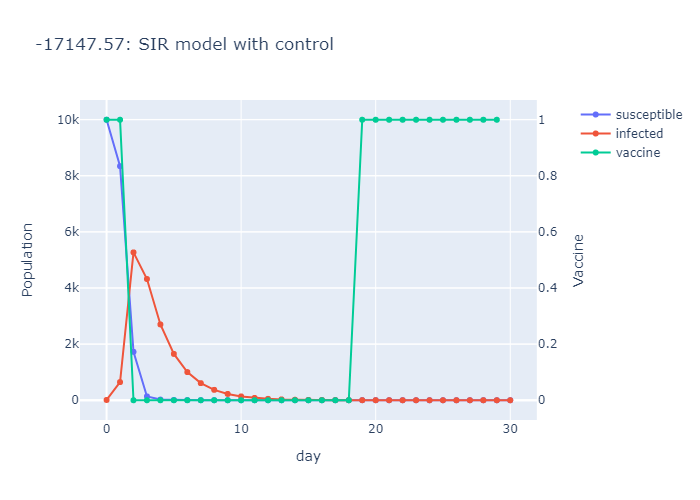 -17147.57: SIR model with control
susceptible
infected
vaccine
10k
8k
6k
4k
2k
0
Population
1
0.8
0.6
0.4
0.2
0
Vaccine
0
10
20
30
day